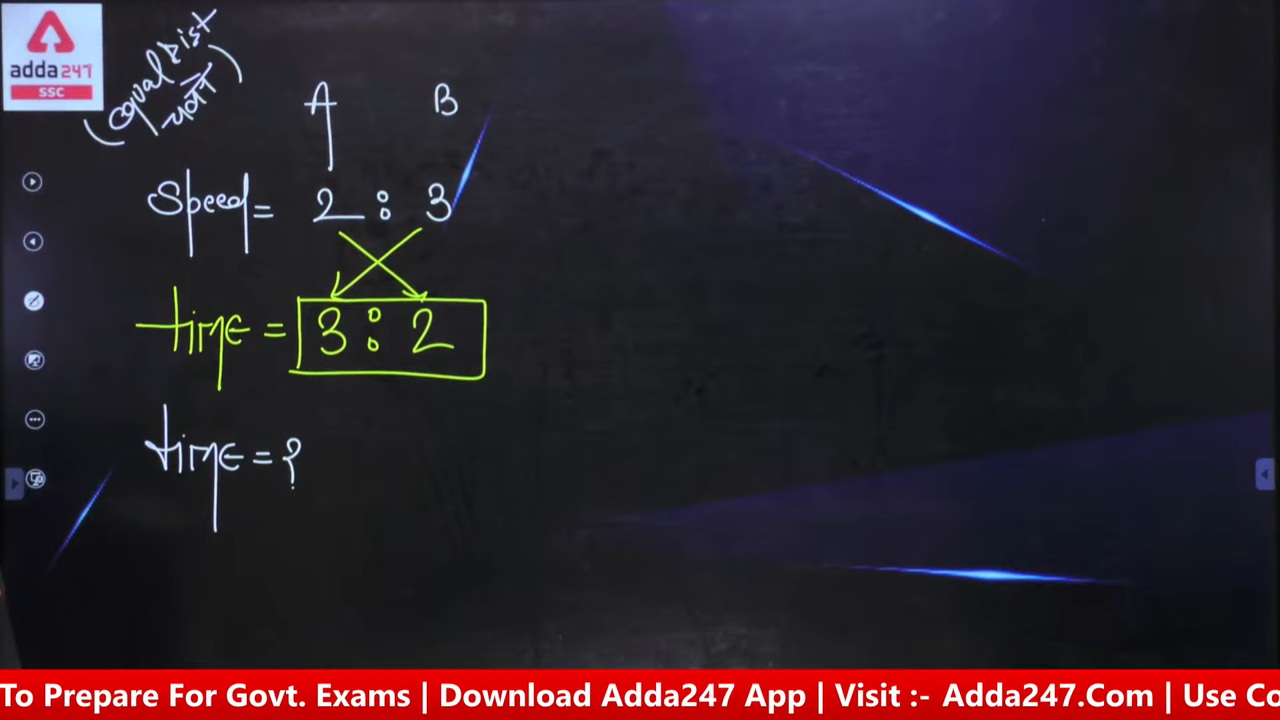 adda247
SSC
(equal dist
A B
Speed = 2 : 3
time = 3 : 2
time = ?
To Prepare For Govt. Exams | Download Adda247 App | Visit :- Adda247.Com | Use Co